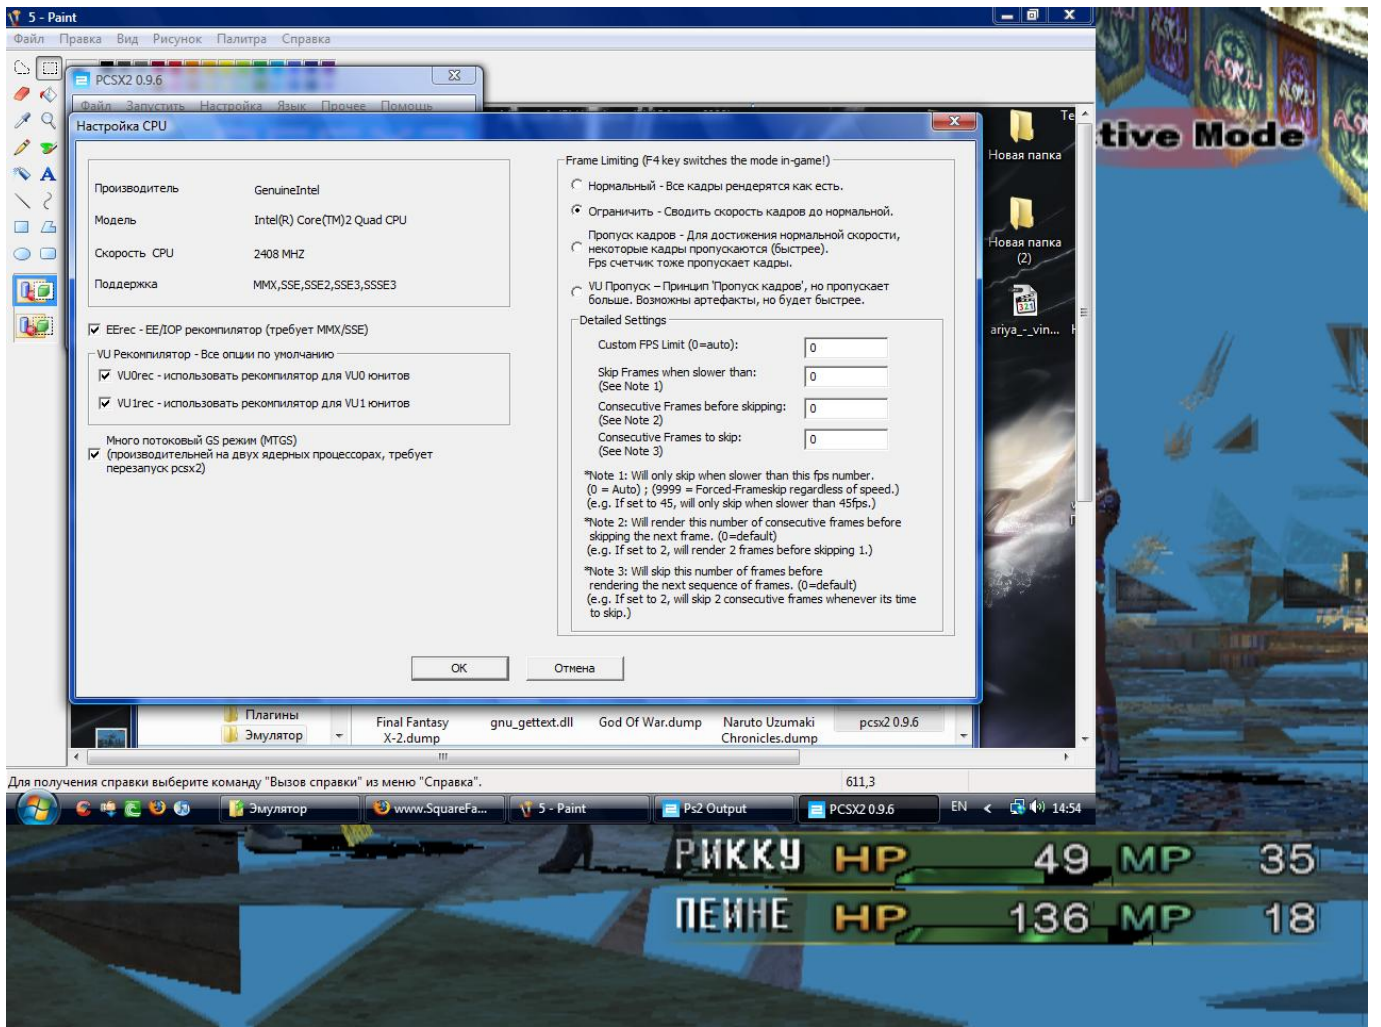 5 - Paint
Файл Правка Вид Рисунок Палитра Справка
PCSX2 0.9.6
Файл Запустить Настройка Язык Прочее Помощь
Настройка CPU
Производитель GenuineIntel
Модель Intel(R) Core(TM)2 Quad CPU
Скорость CPU 2408 MHZ
Поддержка MMX,SSE,SSE2,SSE3,SSSE3
EErec - EE/IOP рекомпилятор (требует MMX/SSE)
VU Рекомпилятор - Все опции по умолчанию
VU0rec - использовать рекомпилятор для VU0 юнитов
VU1rec - использовать рекомпилятор для VU1 юнитов
Много потоковый GS режим (MTGS)
(производительней на двух ядерных процессорах, требует
перезапуск pcsx2)
Frame Limiting (F4 key switches the mode in-game!)
Нормальный - Все кадры рендерятся как есть.
Ограничить - Сводить скорость кадров до нормальной.
Пропуск кадров - Для достижения нормальной скорости,
некоторые кадры пропускаются (быстрее).
Fps счетчик тоже пропускает кадры.
VU Пропуск – Принцип 'Пропуск кадров', но пропускает
больше. Возможны артефакты, но будет быстрее.
Detailed Settings
Custom FPS Limit (0=auto): 0
Skip Frames when slower than: 0
(See Note 1)
Consecutive Frames before skipping: 0
(See Note 2)
Consecutive Frames to skip: 0
(See Note 3)
*Note 1: Will only skip when slower than this fps number.
(0 = Auto) ; (9999 = Forced-Frameskip regardless of speed.)
(e.g. If set to 45, will only skip when slower than 45fps.)
*Note 2: Will render this number of consecutive frames before
skipping the next frame. (0=default)
(e.g. If set to 2, will render 2 frames before skipping 1.)
*Note 3: Will skip this number of frames before
rendering the next sequence of frames. (0=default)
(e.g. If set to 2, will skip 2 consecutive frames whenever its time
to skip.)
OK Отмена
Те
Новая папка
Новая папка
(2)
321
ariya_-_vin...
tive Mode
Плагины
Эмулятор
Final Fantasy
X-2.dump
gnu_gettext.dll
God Of War.dump
Naruto Uzumaki
Chronicles.dump
pcsx2 0.9.6
Для получения справки выберите команду "Вызов справки" из меню "Справка". 611,3
Эмулятор www.SquareFa... 5 - Paint Ps2 Output PCSX2 0.9.6 EN 14:54
РИККУ HP 49 MP 35
ПЕИНЕ HP 136 MP 18